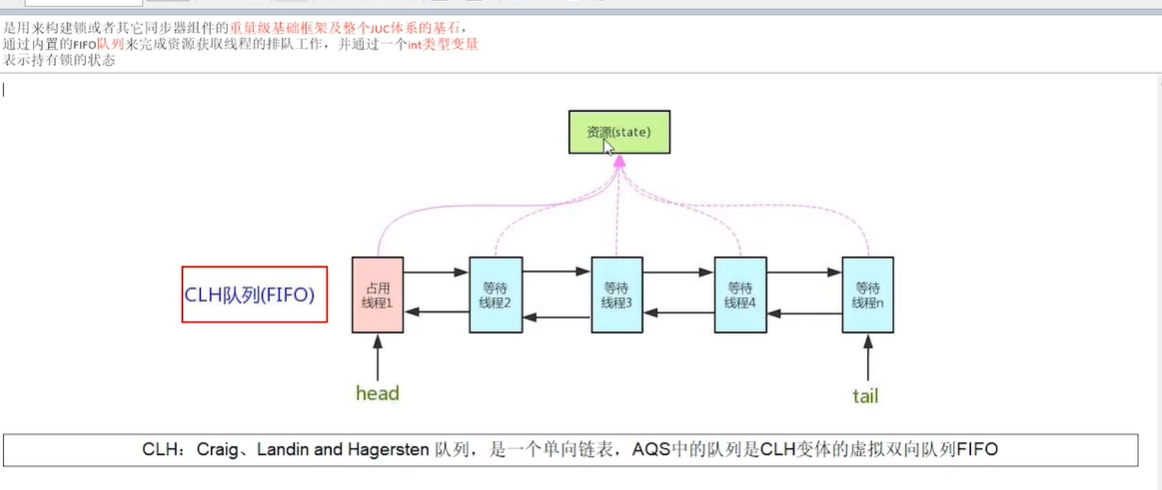 是用来构建锁或者其它同步器组件的重量级基础框架及整个JUC体系的基石，
通过内置的FIFO队列来完成资源获取线程的排队工作，并通过一个int类型变量
表示持有锁的状态
资源(state)
CLH队列(FIFO)
占用
线程1
等待
线程2
等待
线程3
等待
线程4
等待
线程n
head
tail
CLH：Craig、Landin and Hagersten 队列，是一个单向链表，AQS中的队列是CLH变体的虚拟双向队列FIFO